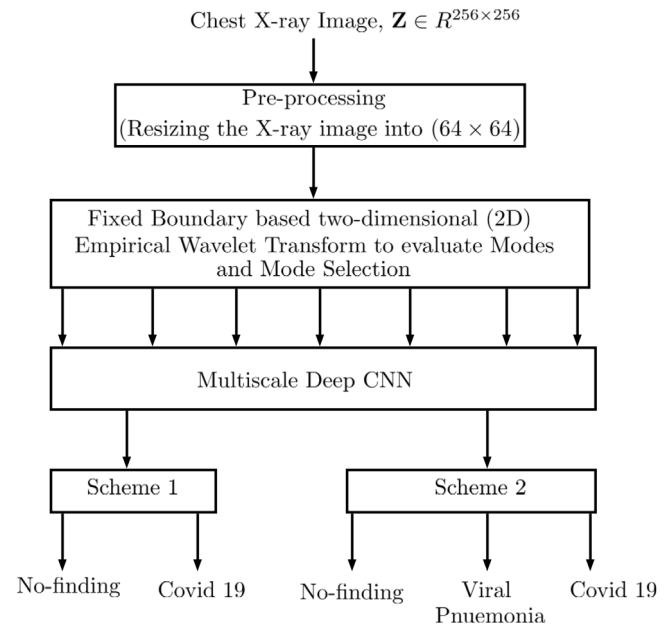 Chest X-ray Image, Z ∈ R^{256×256}
Pre-processing
(Resizing the X-ray image into (64 × 64)
Fixed Boundary based two-dimensional (2D)
Empirical Wavelet Transform to evaluate Modes
and Mode Selection
Multiscale Deep CNN
Scheme 1
Scheme 2
No-finding
Covid 19
No-finding
Viral
Pnuemonia
Covid 19